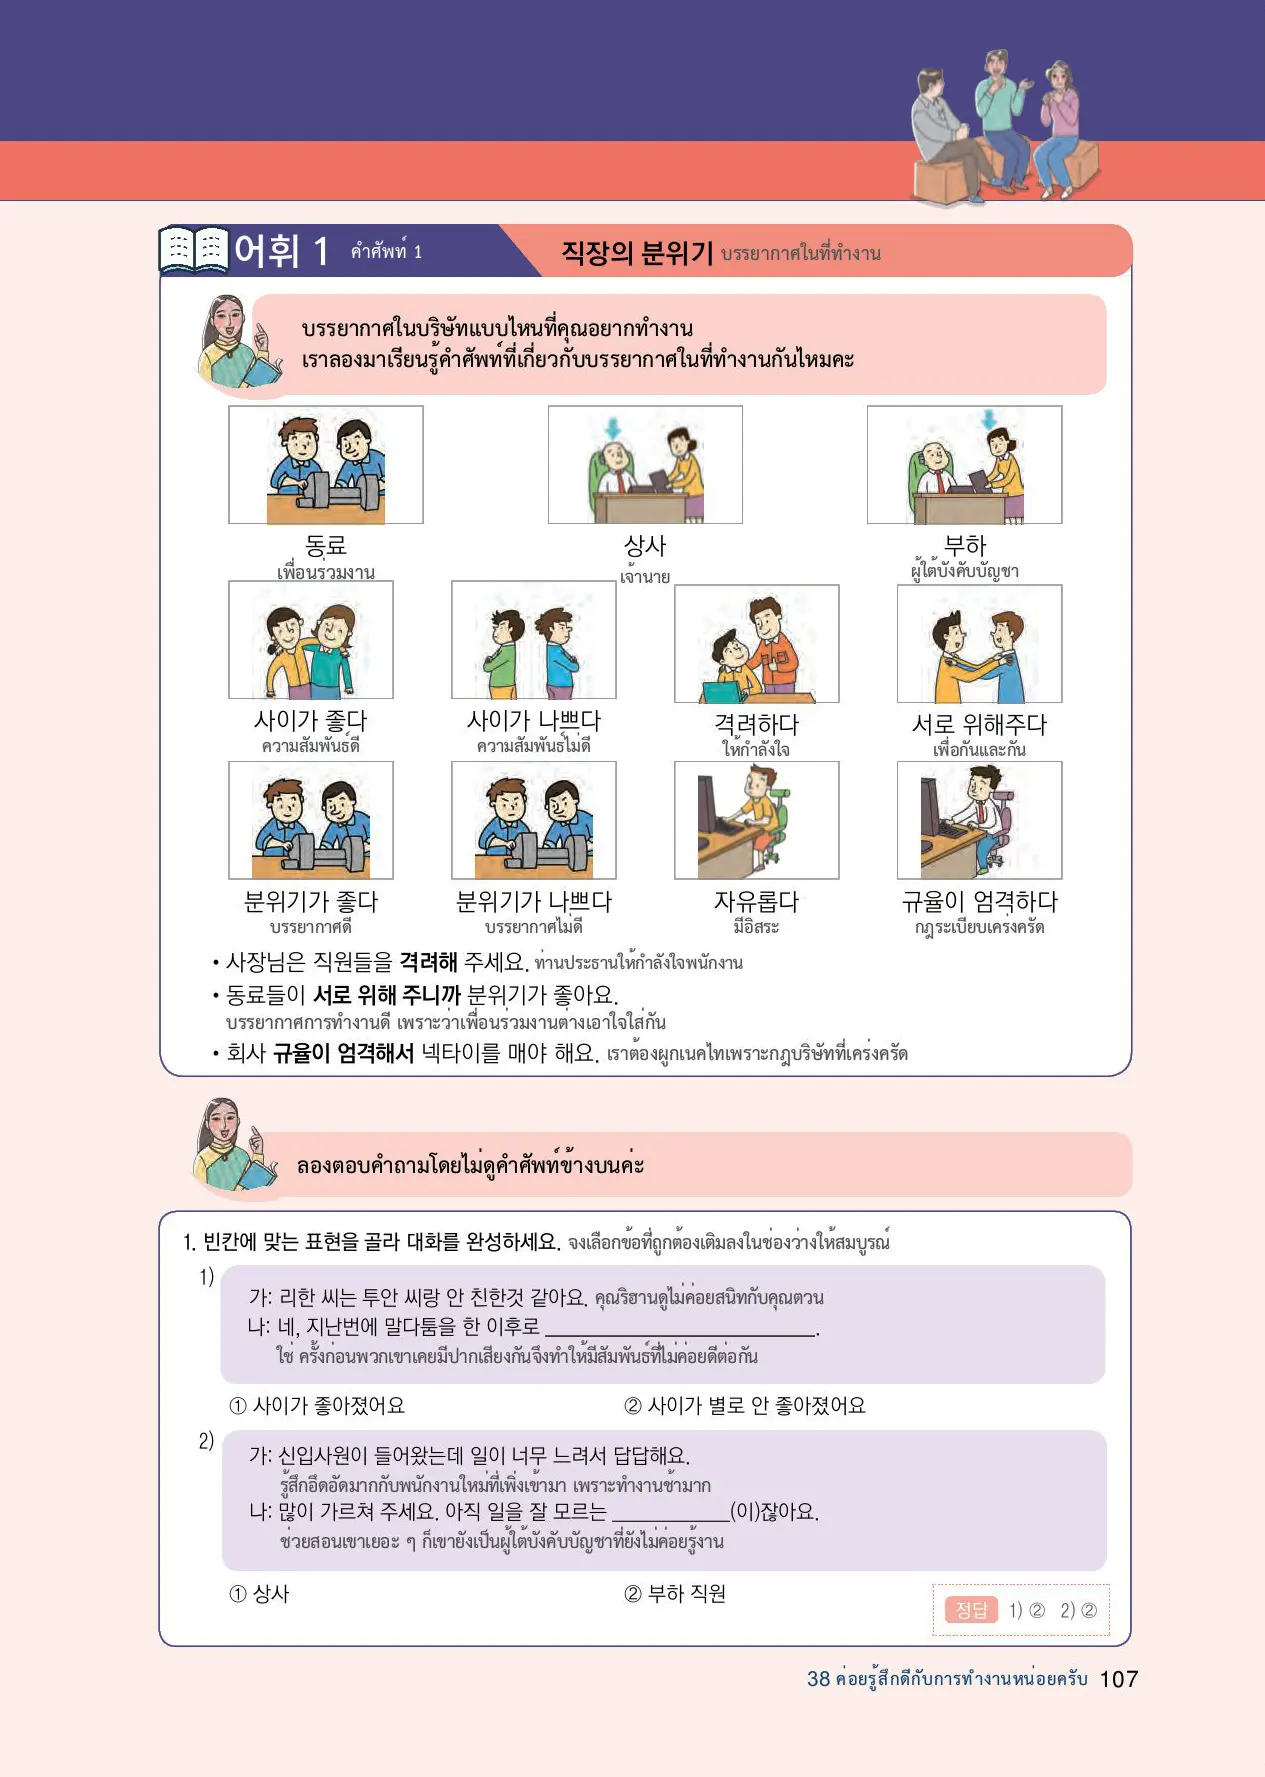 어휘 1 คำศัพท์ 1 직장의 분위기 บรรยากาศในที่ทำงาน
บรรยากาศในบริษัทแบบไหนที่คุณอยากทำงาน
เราลองมาเรียนรู้คำศัพท์ที่เกี่ยวกับบรรยากาศในที่ทำงานกันไหมคะ
동료 상사 부하
เพื่อนร่วมงาน เจ้านาย ผู้ใต้บังคับบัญชา
사이가 좋다 사이가 나쁘다 격려하다 서로 위해주다
ความสัมพันธ์ดี ความสัมพันธ์ไม่ดี ให้กำลังใจ เพื่อกันและกัน
분위기가 좋다 분위기가 나쁘다 자유롭다 규율이 엄격하다
บรรยากาศดี บรรยากาศไม่ดี มีอิสระ กฎระเบียบเคร่งครัด
• 사장님은 직원들을 격려해 주세요. ท่านประธานให้กำลังใจพนักงาน
• 동료들이 서로 위해 주니까 분위기가 좋아요.
บรรยากาศการทำงานดี เพราะว่าเพื่อนร่วมงานต่างเอาใจใส่กัน
• 회사 규율이 엄격해서 넥타이를 매야 해요. เราต้องผูกเนคไทเพราะกฎบริษัทที่เคร่งครัด
ลองตอบคำถามโดยไม่ดูคำศัพท์ข้างบนค่ะ
1. 빈칸에 맞는 표현을 골라 대화를 완성하세요. จงเลือกข้อที่ถูกต้องเติมลงในช่องว่างให้สมบูรณ์
1)
가: 리한 씨는 투안 씨랑 안 친한것 같아요. คุณริฮานดูไม่ค่อยสนิทกับคุณตวน
나: 네, 지난번에 말다툼을 한 이후로 ____________________.
ใช่ ครั้งก่อนพวกเขาเคยมีปากเสียงกันจึงทำให้มีสัมพันธ์ที่ไม่ค่อยดีต่อกัน
① 사이가 좋아졌어요 ② 사이가 별로 안 좋아졌어요
2)
가: 신입사원이 들어왔는데 일이 너무 느려서 답답해요.
รู้สึกอึดอัดมากกับพนักงานใหม่ที่เพิ่งเข้ามา เพราะทำงานช้ามาก
나: 많이 가르쳐 주세요. 아직 일을 잘 모르는 __________(이)잖아요.
ช่วยสอนเขาเยอะ ๆ ก็เขายังเป็นผู้ใต้บังคับบัญชาที่ยังไม่ค่อยรู้งาน
① 상사 ② 부하 직원
정답 1) ② 2) ②
38 ค่อยรู้สึกดีกับการทำงานหน่อยครับ 107